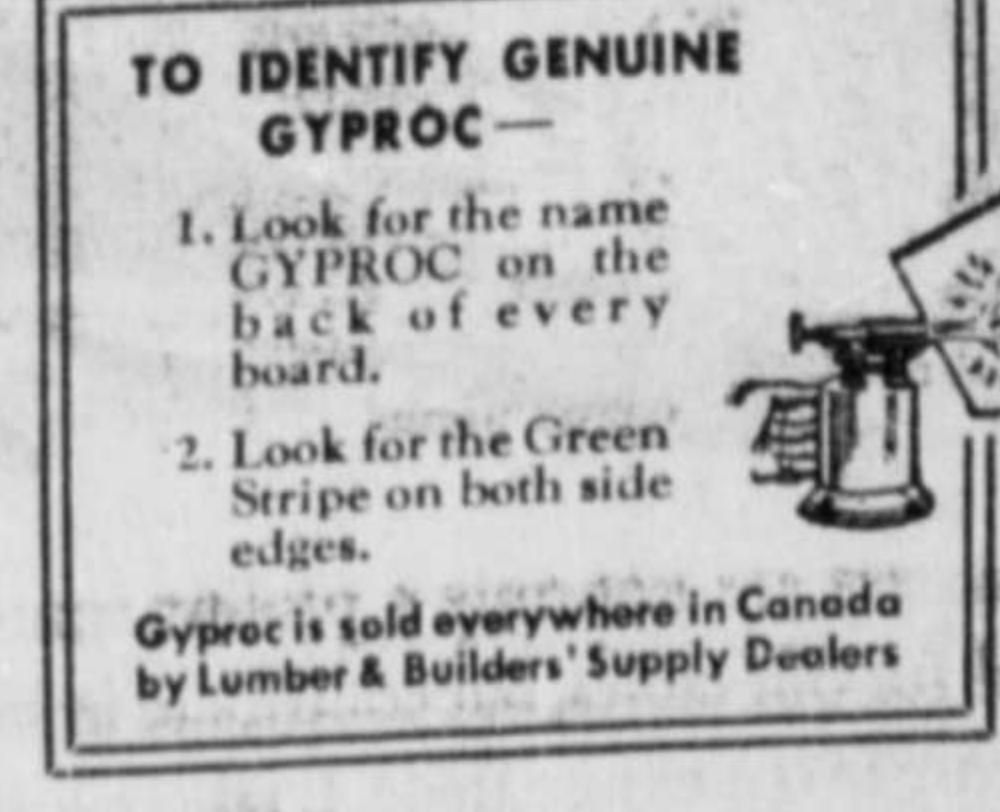 TO IDENTIFY GENUINE
GYPROC—
1. Look for the name
GYPROC on the
back of every
board.
2. Look for the Green
Stripe on both side
edges.
Gyproc is sold everywhere in Canada
by Lumber & Builders' Supply Dealers